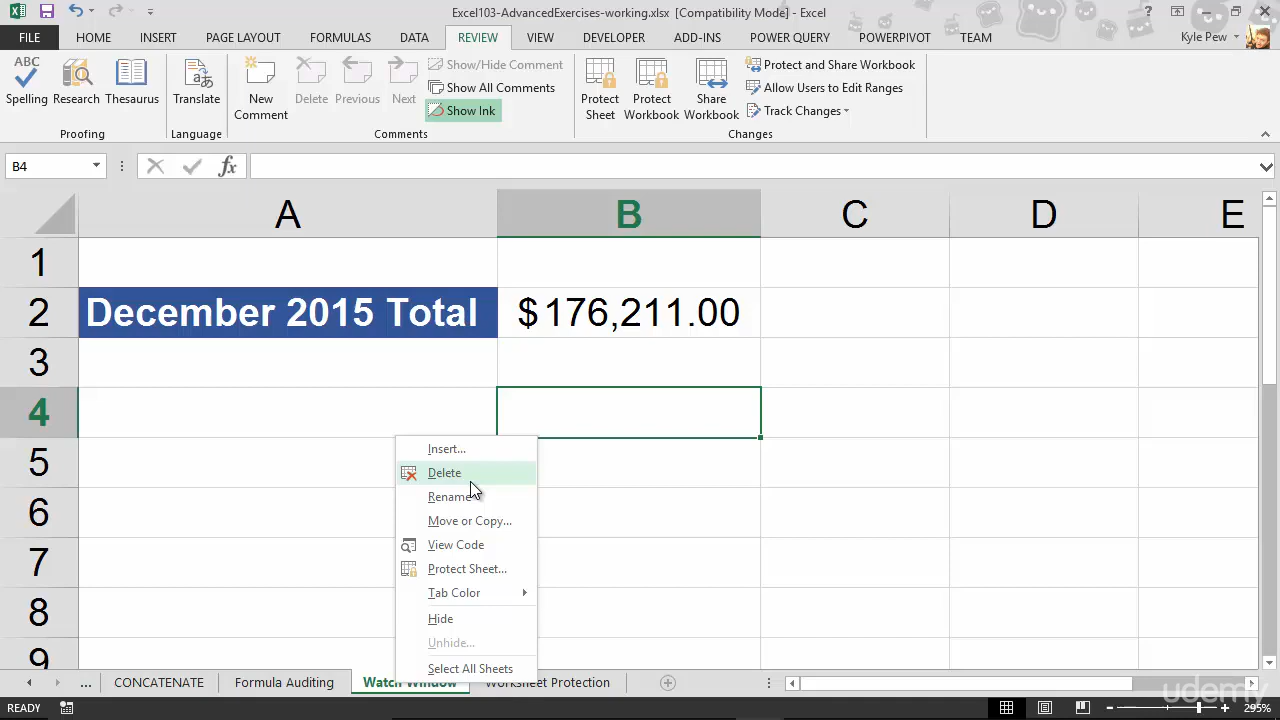 Excel103-AdvancedExercises-working.xlsx [Compatibility Mode] - Excel
FILE HOME INSERT PAGE LAYOUT FORMULAS DATA REVIEW VIEW DEVELOPER ADD-INS POWER QUERY POWERPIVOT TEAM Kyle Pew
ABC
Spelling Research Thesaurus Translate New Comment Delete Previous Next
Show/Hide Comment
Show All Comments
Show Ink
Protect Sheet Protect Workbook Share Workbook
Protect and Share Workbook
Allow Users to Edit Ranges
Track Changes
Proofing Language Comments Changes
B4 fx
A B C D E
1
2 December 2015 Total $176,211.00
3
4
5
6
7
8
9
Insert...
Delete
Rename
Move or Copy...
View Code
Protect Sheet...
Tab Color
Hide
Unhide...
Select All Sheets
... CONCATENATE Formula Auditing Watch Window Worksheet Protection
READY 295%
udemy